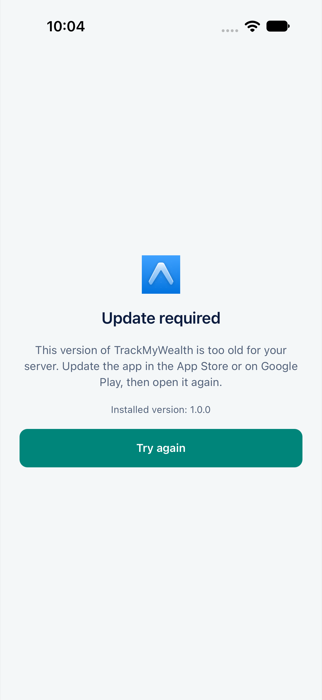 10:04
Update required
This version of TrackMyWealth is too old for your
server. Update the app in the App Store or on Google
Play, then open it again.
Installed version: 1.0.0
Try again